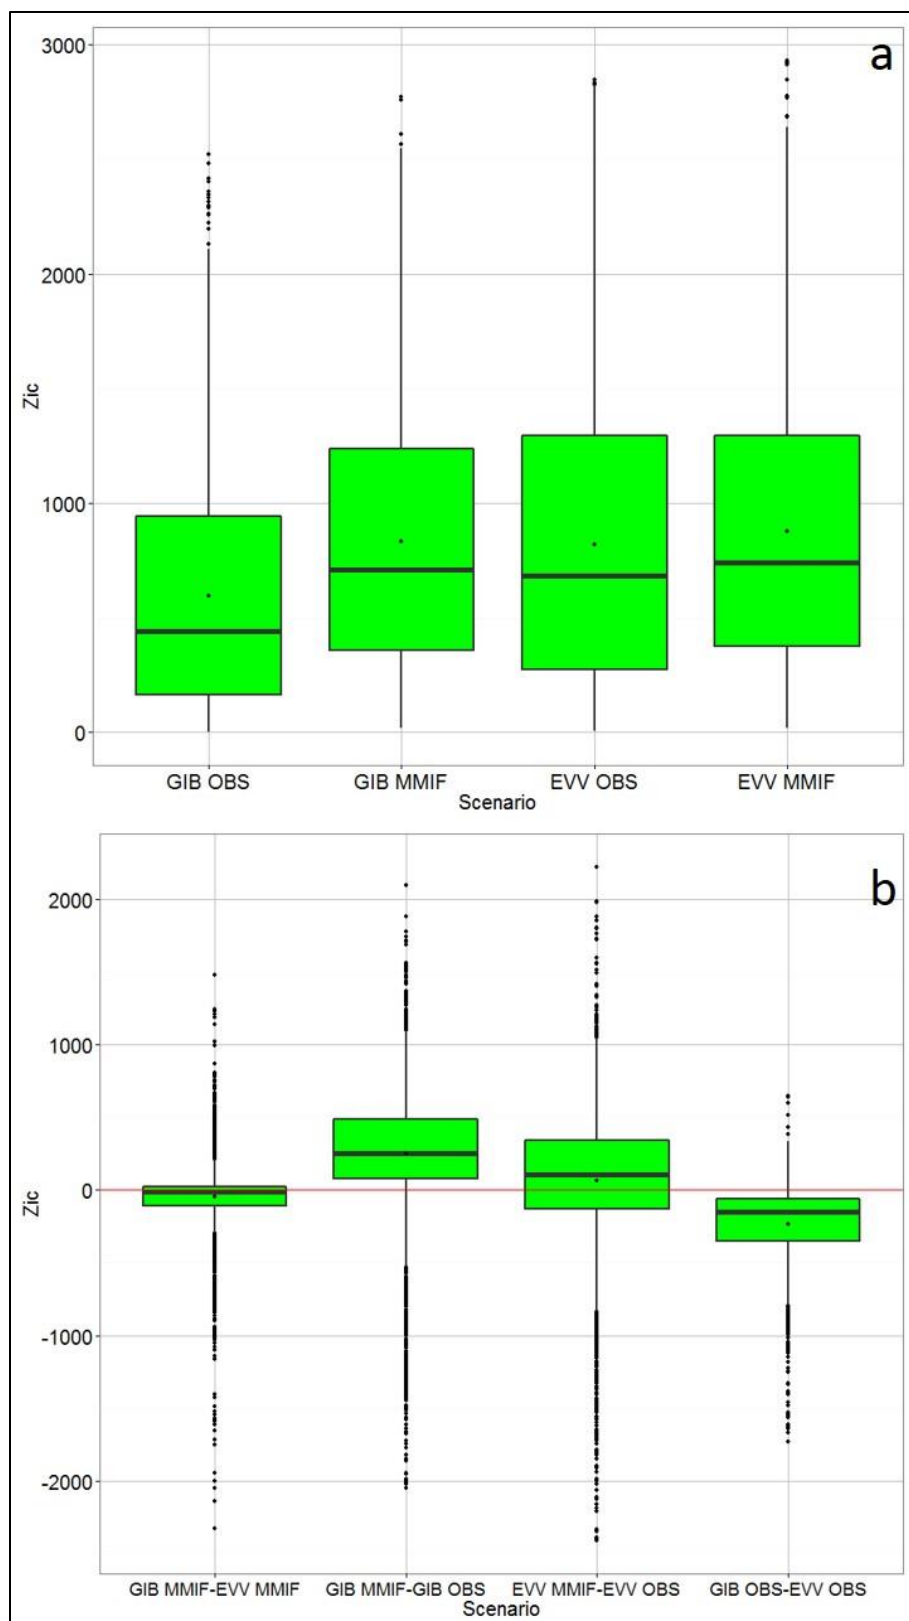 a
3000
2000
1000
0
Zic
GIB OBS GIB MMIF EVV OBS EVV MMIF
Scenario
b
2000
1000
0
-1000
-2000
Zic
GIB MMIF-EVV MMIF GIB MMIF-GIB OBS EVV MMIF-EVV OBS GIB OBS-EVV OBS
Scenario